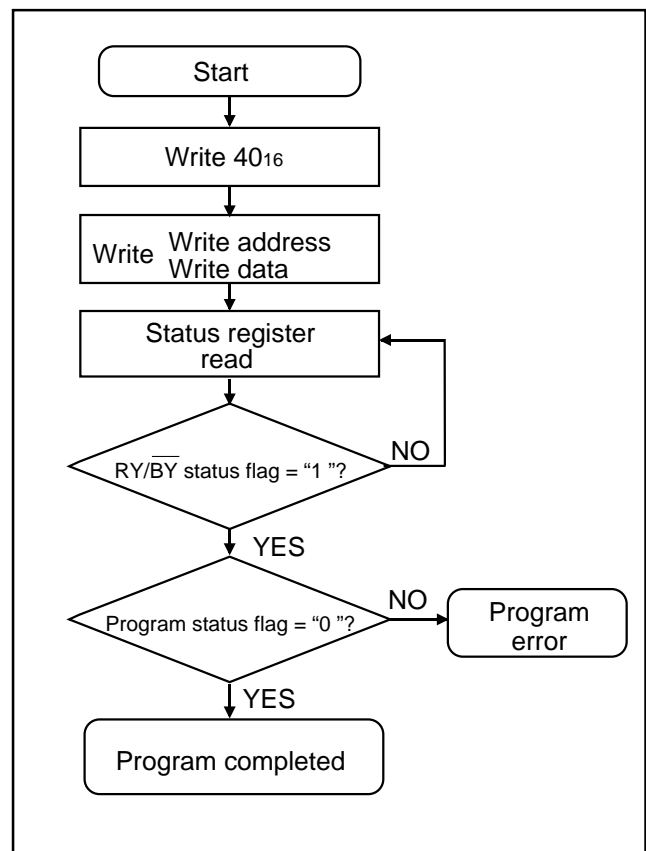 Start
Write 40₁₆
Write Write address
Write data
Status register
read
NO
RY/B̅Y̅ status flag = “1 ”?
YES
NO
Program status flag = “0 ”?
Program
error
YES
Program completed